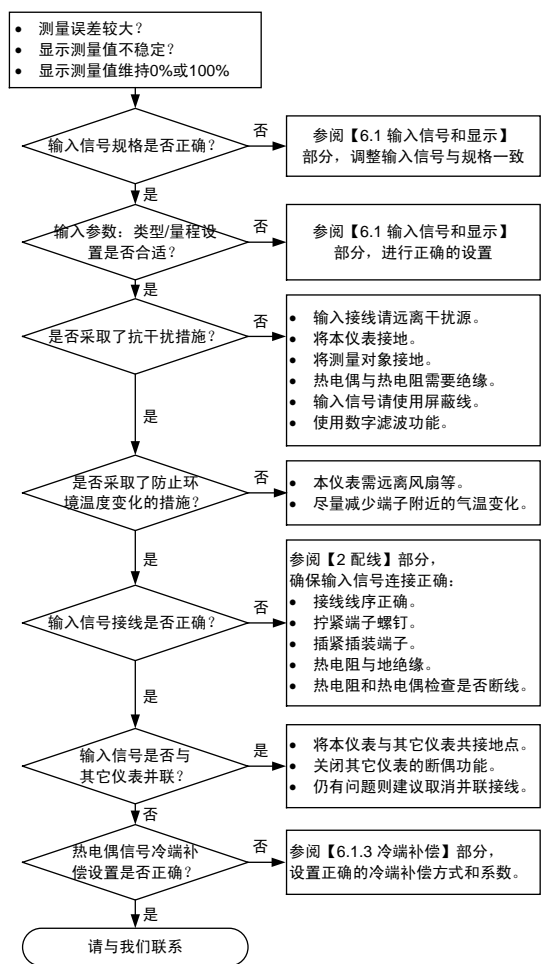 • 测量误差较大？
• 显示测量值不稳定？
• 显示测量值维持0%或100%
输入信号规格是否正确？
否
参阅【6.1 输入信号和显示】
部分，调整输入信号与规格一致
是
输入参数：类型/量程设
置是否合适？
否
参阅【6.1 输入信号和显示】
部分，进行正确的设置
是
是否采取了抗干扰措施？
否
• 输入接线请远离干扰源。
• 将本仪表接地。
• 将测量对象接地。
• 热电偶与热电阻需要绝缘。
• 输入信号请使用屏蔽线。
• 使用数字滤波功能。
是
是否采取了防止环
境温度变化的措施？
否
• 本仪表需远离风扇等。
• 尽量减少端子附近的气温变化。
是
输入信号接线是否正确？
否
参阅【2 配线】部分，
确保输入信号连接正确：
• 接线线序正确。
• 拧紧端子螺钉。
• 插紧插装端子。
• 热电阻与地绝缘。
• 热电阻和热电偶检查是否断线。
是
输入信号是否与
其它仪表并联？
是
• 将本仪表与其它仪表共接地点。
• 关闭其它仪表的断偶功能。
• 仍有问题则建议取消并联接线。
否
热电偶信号冷端补
偿设置是否正确？
否
参阅【6.1.3 冷端补偿】部分，
设置正确的冷端补偿方式和系数。
是
请与我们联系